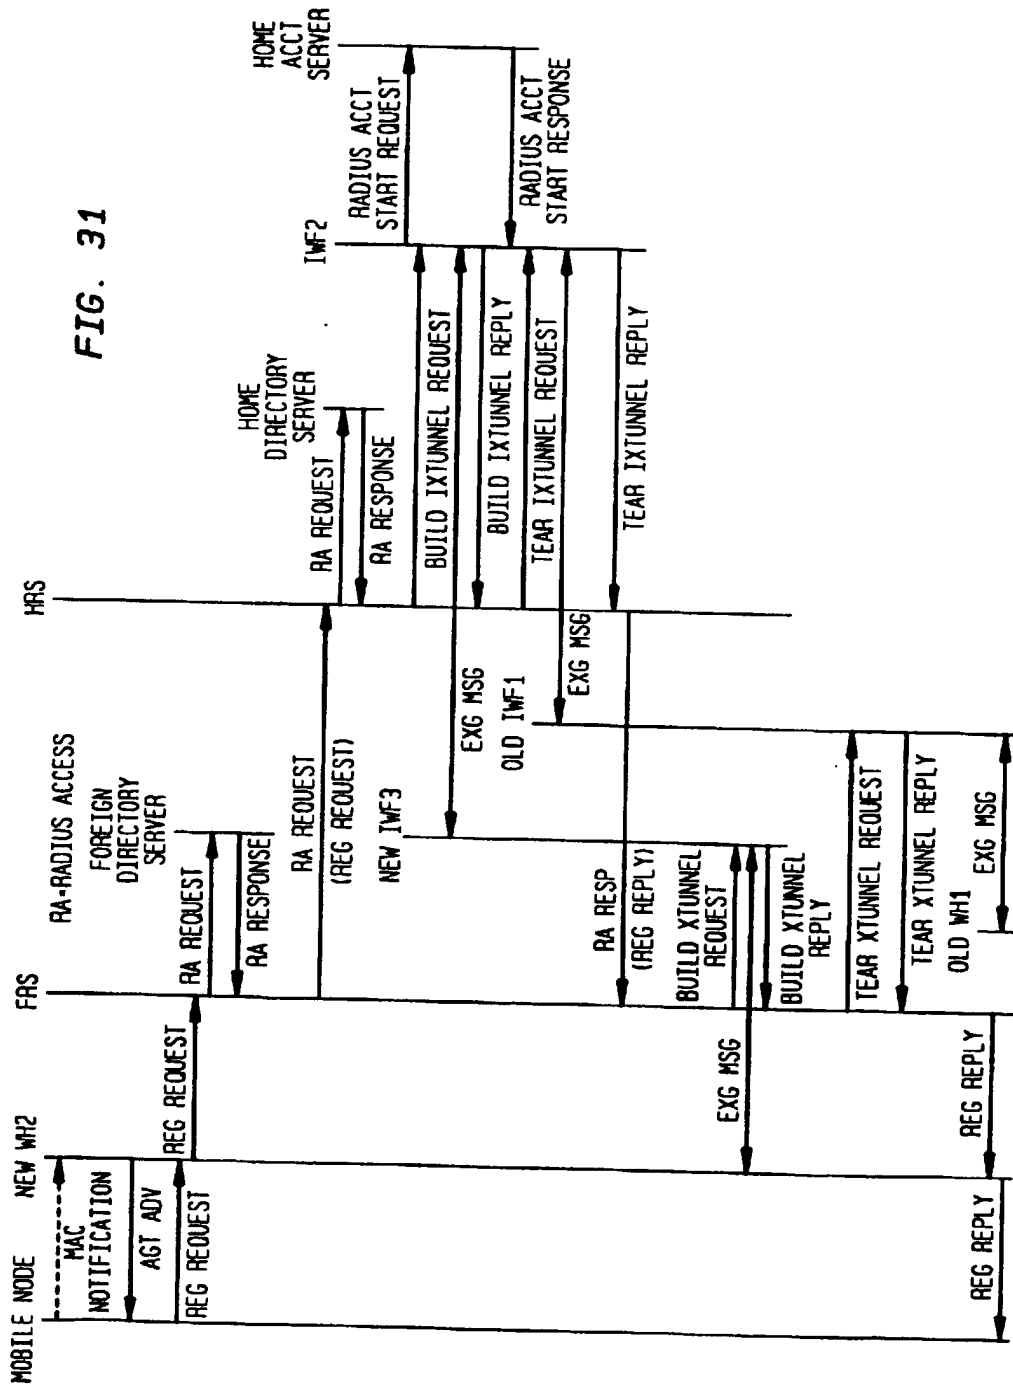 FIG. 31
RA-RADIUS ACCESS
MOBILE NODE
NEW WH2
FRS
FOREIGN
DIRECTORY
SERVER
HRS
HOME
DIRECTORY
SERVER
IWF2
HOME
ACCT
SERVER
MAC
NOTIFICATION
AGT ADV
REG REQUEST
REG REQUEST
RA REQUEST
RA RESPONSE
RA REQUEST
(REG REQUEST)
RA REQUEST
RA RESPONSE
RADIUS ACCT
START REQUEST
BUILD IXTUNNEL REQUEST
NEW IWF3
EXG MSG
BUILD IXTUNNEL REPLY
RADIUS ACCT
START RESPONSE
TEAR IXTUNNEL REQUEST
OLD IWF1
EXG MSG
TEAR IXTUNNEL REPLY
RA RESP
(REG REPLY)
BUILD XTUNNEL
REQUEST
EXG MSG
BUILD XTUNNEL
REPLY
TEAR XTUNNEL REQUEST
TEAR XTUNNEL REPLY
OLD WH1
EXG MSG
REG REPLY
REG REPLY